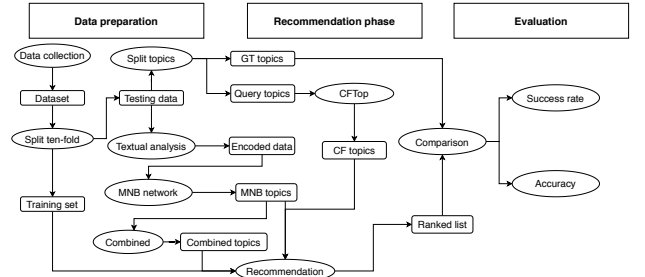 Data preparation
Recommendation phase
Evaluation
Data collection
Split topics
GT topics
Dataset
Testing data
Query topics
CFTop
Success rate
Split ten-fold
Textual analysis
Encoded data
CF topics
Comparison
MNB network
MNB topics
Accuracy
Training set
Ranked list
Combined
Combined topics
Recommendation